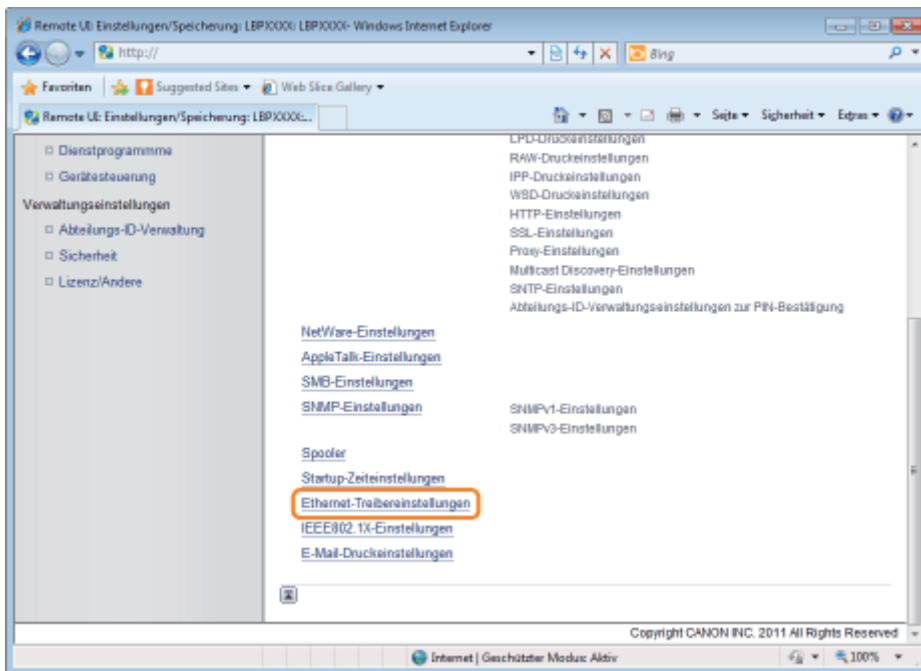 Remote UI: Einstellungen/Speicherung: LBPXXXX: LBPXXXX- Windows Internet Explorer
http://
Bing
Favoriten Suggested Sites Web Slice Gallery
Remote UI: Einstellungen/Speicherung: LBPXXXX:...
Seite Sicherheit Extras
Dienstprogrammme
Gerätesteuerung
Verwaltungseinstellungen
Abteilungs-ID-Verwaltung
Sicherheit
Lizenz/Andere
LPD-Druckeinstellungen
RAW-Druckeinstellungen
IPP-Druckeinstellungen
WSD-Druckeinstellungen
HTTP-Einstellungen
SSL-Einstellungen
Proxy-Einstellungen
Multicast Discovery-Einstellungen
SNTP-Einstellungen
Abteilungs-ID-Verwaltungseinstellungen zur PIN-Bestätigung
NetWare-Einstellungen
AppleTalk-Einstellungen
SMB-Einstellungen
SNMP-Einstellungen
SNMPv1-Einstellungen
SNMPv3-Einstellungen
Spooler
Startup-Zeiteinstellungen
Ethernet-Treibereinstellungen
IEEE802.1X-Einstellungen
E-Mail-Druckeinstellungen
Copyright CANON INC. 2011 All Rights Reserved
Internet | Geschützter Modus: Aktiv
100%